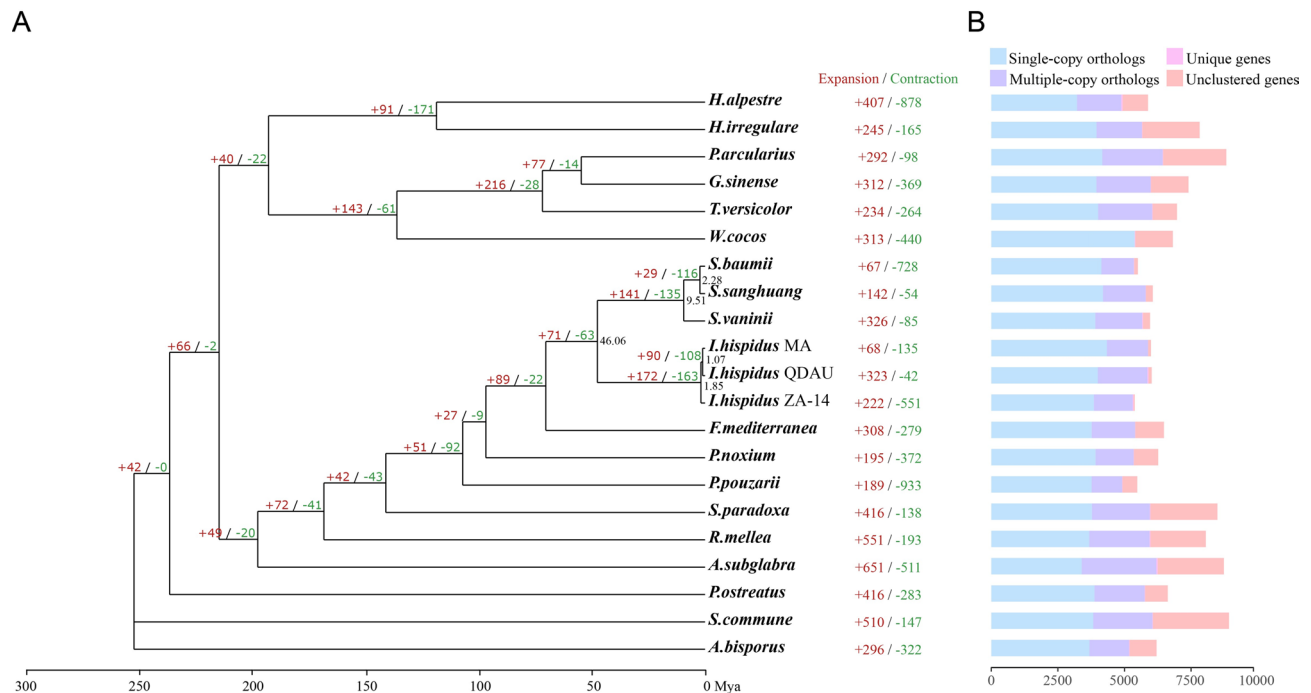 A
B
Single-copy orthologs
Unique genes
Multiple-copy orthologs
Unclustered genes
Expansion / Contraction
+91 / -171
H.alpestre +407 / -878
H.irregulare +245 / -165
+40 / -22
P.arcularius +292 / -98
+77 / -14
G.sinense +312 / -369
+216 / -28
T.versicolor +234 / -264
+143 / -61
W.cocos +313 / -440
S.baumii +67 / -728
+29 / -116
2.28
S.sanghuang +142 / -54
+141 / -135
9.51
S.vaninii +326 / -85
+71 / -63
46.06
I.hispidus MA +68 / -135
+90 / -108
1.07
I.hispidus QDAU +323 / -42
+172 / -163
1.85
I.hispidus ZA-14 +222 / -551
+66 / -2
+89 / -22
F.mediterranea +308 / -279
+27 / -9
P.noxium +195 / -372
+51 / -92
+42 / -0
P.pouzarii +189 / -933
+42 / -43
S.paradoxa +416 / -138
+72 / -41
R.mellea +551 / -193
+49 / -20
A.subglabra +651 / -511
P.ostreatus +416 / -283
S.commune +510 / -147
A.bisporus +296 / -322
300 250 200 150 100 50 0 Mya
0 2500 5000 7500 10000